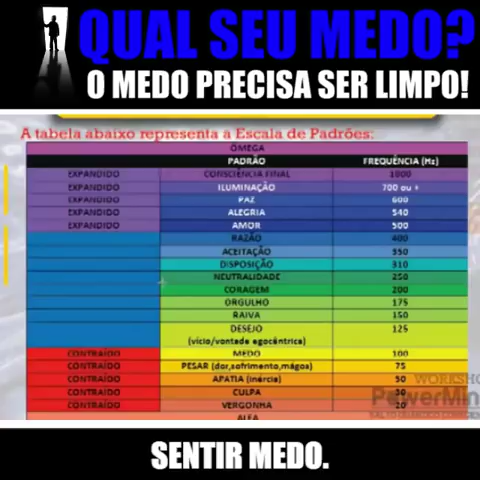 QUAL SEU MEDO?
O MEDO PRECISA SER LIMPO!
A tabela abaixo representa a Escala de Padrões:
ÔMEGA
PADRÃO FREQUÊNCIA (Hz)
EXPANDIDO CONSCIÊNCIA FINAL 1000
EXPANDIDO ILUMINAÇÃO 700 ou +
EXPANDIDO PAZ 600
EXPANDIDO ALEGRIA 540
EXPANDIDO AMOR 500
RAZÃO 400
ACEITAÇÃO 350
DISPOSIÇÃO 310
NEUTRALIDADE 250
CORAGEM 200
ORGULHO 175
RAIVA 150
DESEJO 125
(vício/vontade egocêntrica)
CONTRAÍDO MEDO 100
CONTRAÍDO PESAR (dor,sofrimento,mágoa) 75
CONTRAÍDO APATIA (inércia) 50
CONTRAÍDO CULPA 30
CONTRAÍDO VERGONHA 20
ALFA
WORKSHO
PowerMin
SENTIR MEDO.